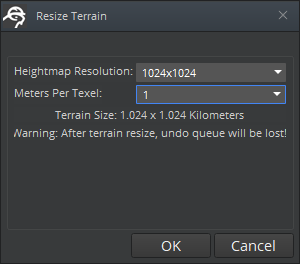 Resize Terrain
Heightmap Resolution: 1024x1024
Meters Per Texel: 1
Terrain Size: 1.024 x 1.024 Kilometers
Warning: After terrain resize, undo queue will be lost!
OK Cancel